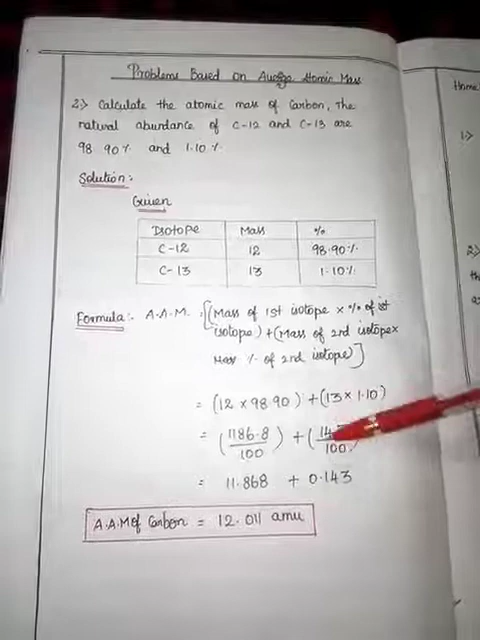 Problems Based on Average Atomic Mass
2> Calculate the atomic mass of Carbon, the
natural abundance of C-12 and C-13 are
98.90% and 1.10%.
Solution:-
Given
Isotope Mass %
C-12 12 98.90%
C-13 13 1.10%
Formula:- A.A.M. = [(Mass of 1st isotope x % of 1st
isotope) + (Mass of 2nd isotope x
Mass % of 2nd isotope)]
= (12 x 98.90) + (13 x 1.10)
= (1186.8/100) + (14 /100)
= 11.868 + 0.143
A.A.M of Carbon = 12.011 amu
Home
1>
2>
th